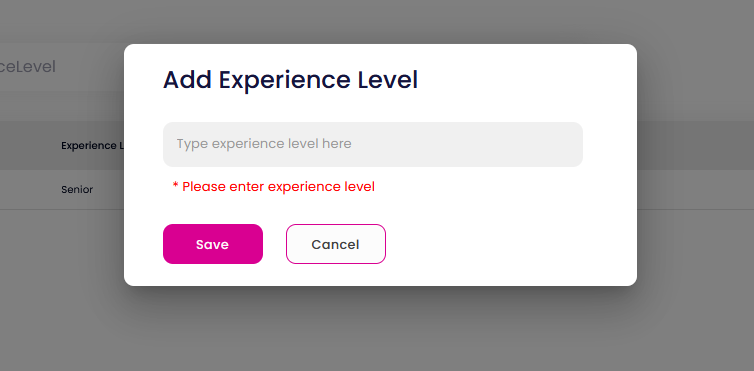 Add Experience Level
ceLevel
Type experience level here
Experience L
* Please enter experience level
Senior
Save
Cancel